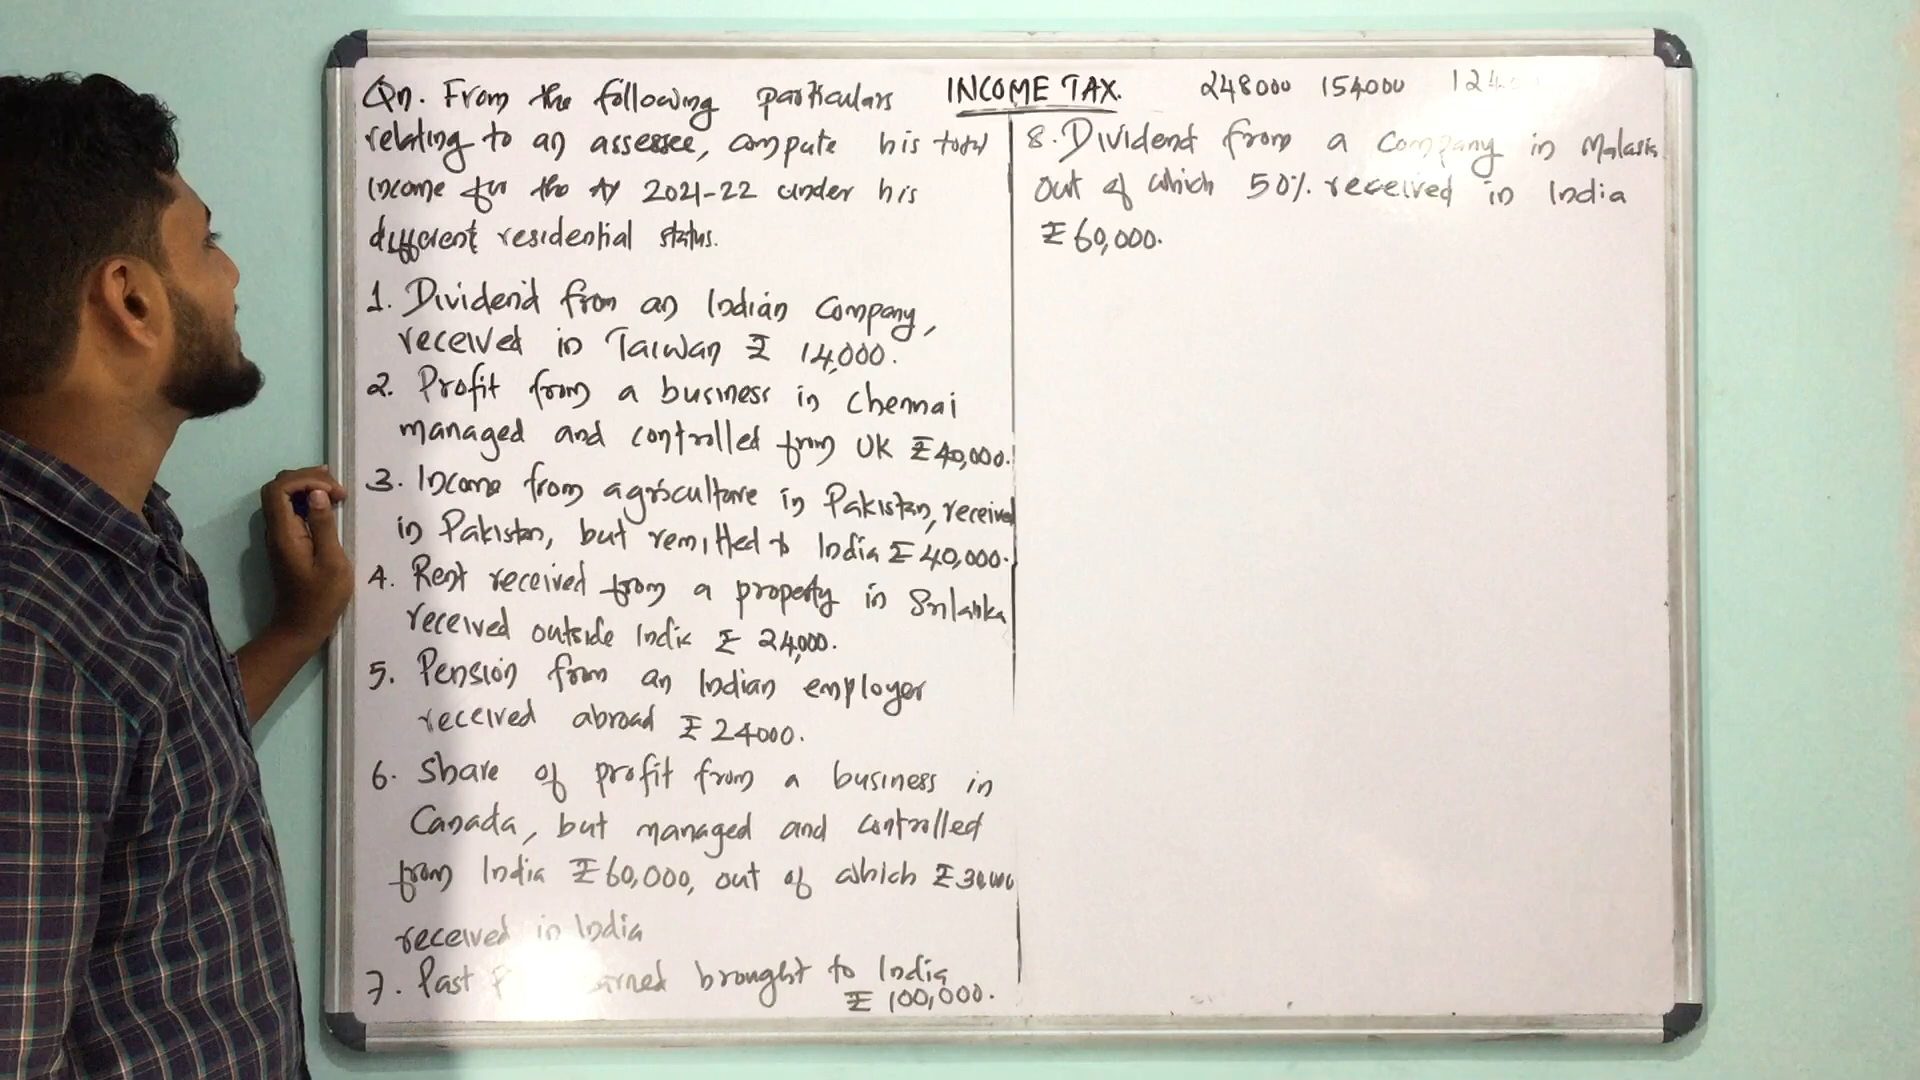 Qn. From the following particulars
relating to an assessee, compute his total
income for the AY 2021-22 under his
different residential status.
1. Dividend from an Indian Company,
received in Taiwan ₹ 14,000.
2. Profit from a business in Chennai
managed and controlled from UK ₹ 40,000.
3. Income from agriculture in Pakistan, received
in Pakistan, but remitted to India ₹ 40,000.
4. Rent received from a property in Srilanka
received outside India ₹ 24,000.
5. Pension from an Indian employer
received abroad ₹ 24000.
6. Share of profit from a business in
Canada, but managed and controlled
from India ₹ 60,000, out of which ₹
received in India
7. Past brought to India
₹ 100,000.
INCOME TAX.
248000 154000
8. Dividend from a Company in Malasia
out of which 50% received in India
₹ 60,000.